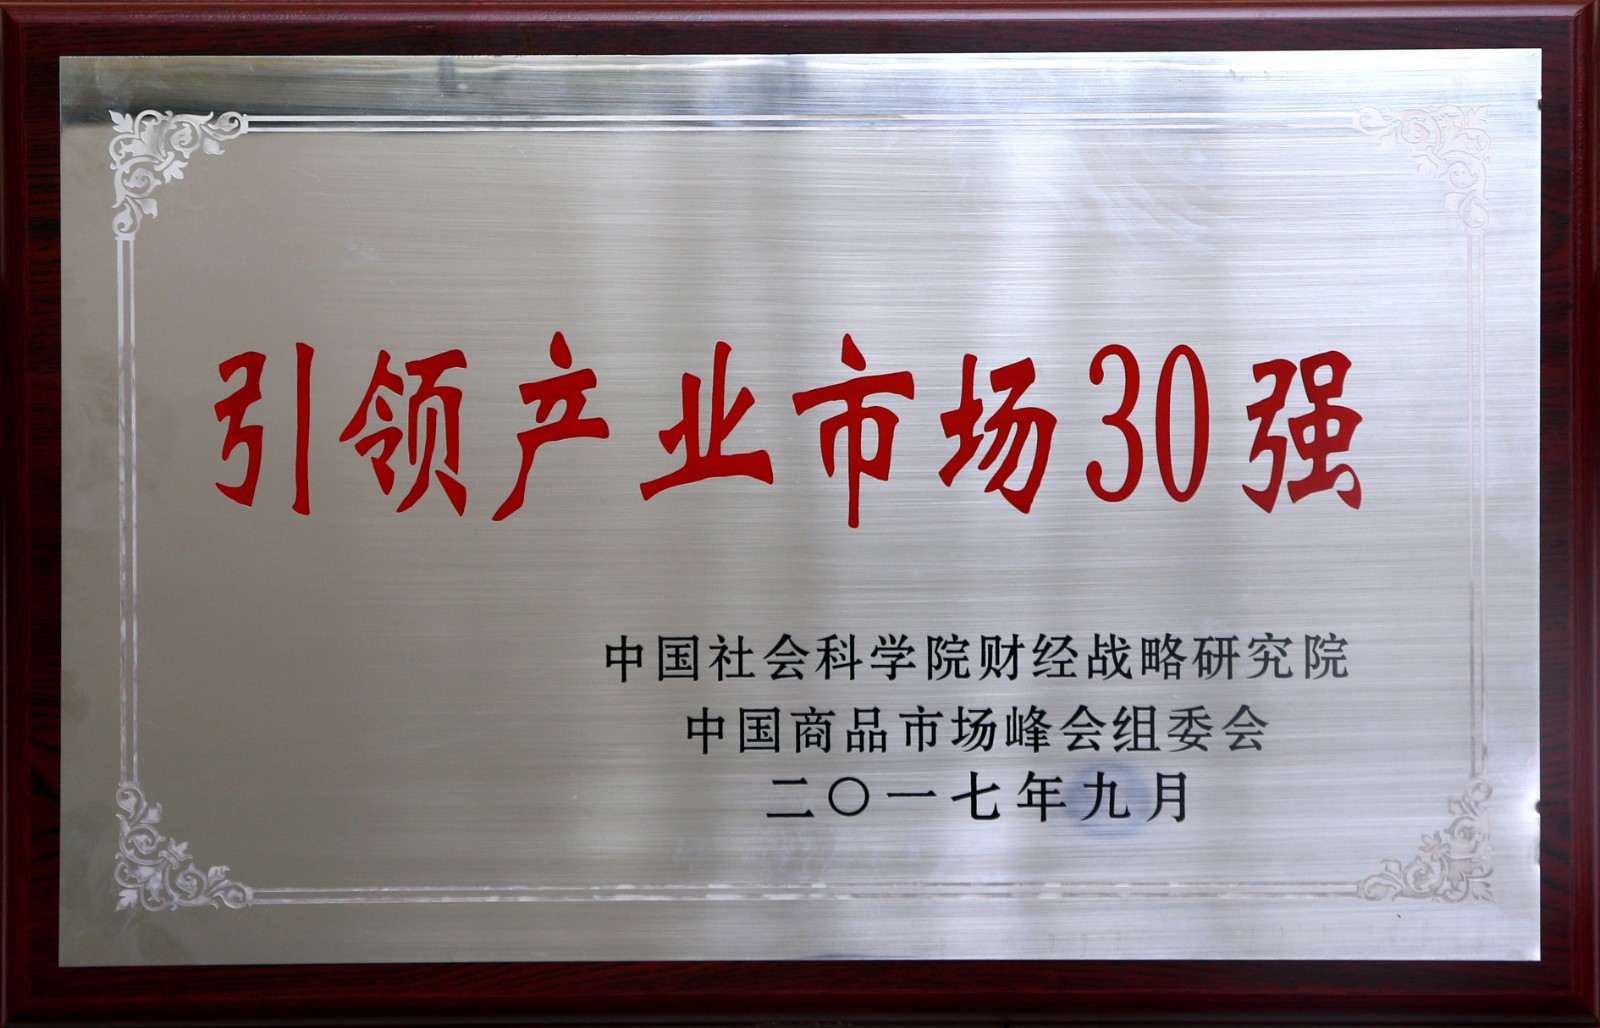 引领产业市场30强
中国社会科学院财经战略研究院
中国商品市场峰会组委会
二〇一七年九月